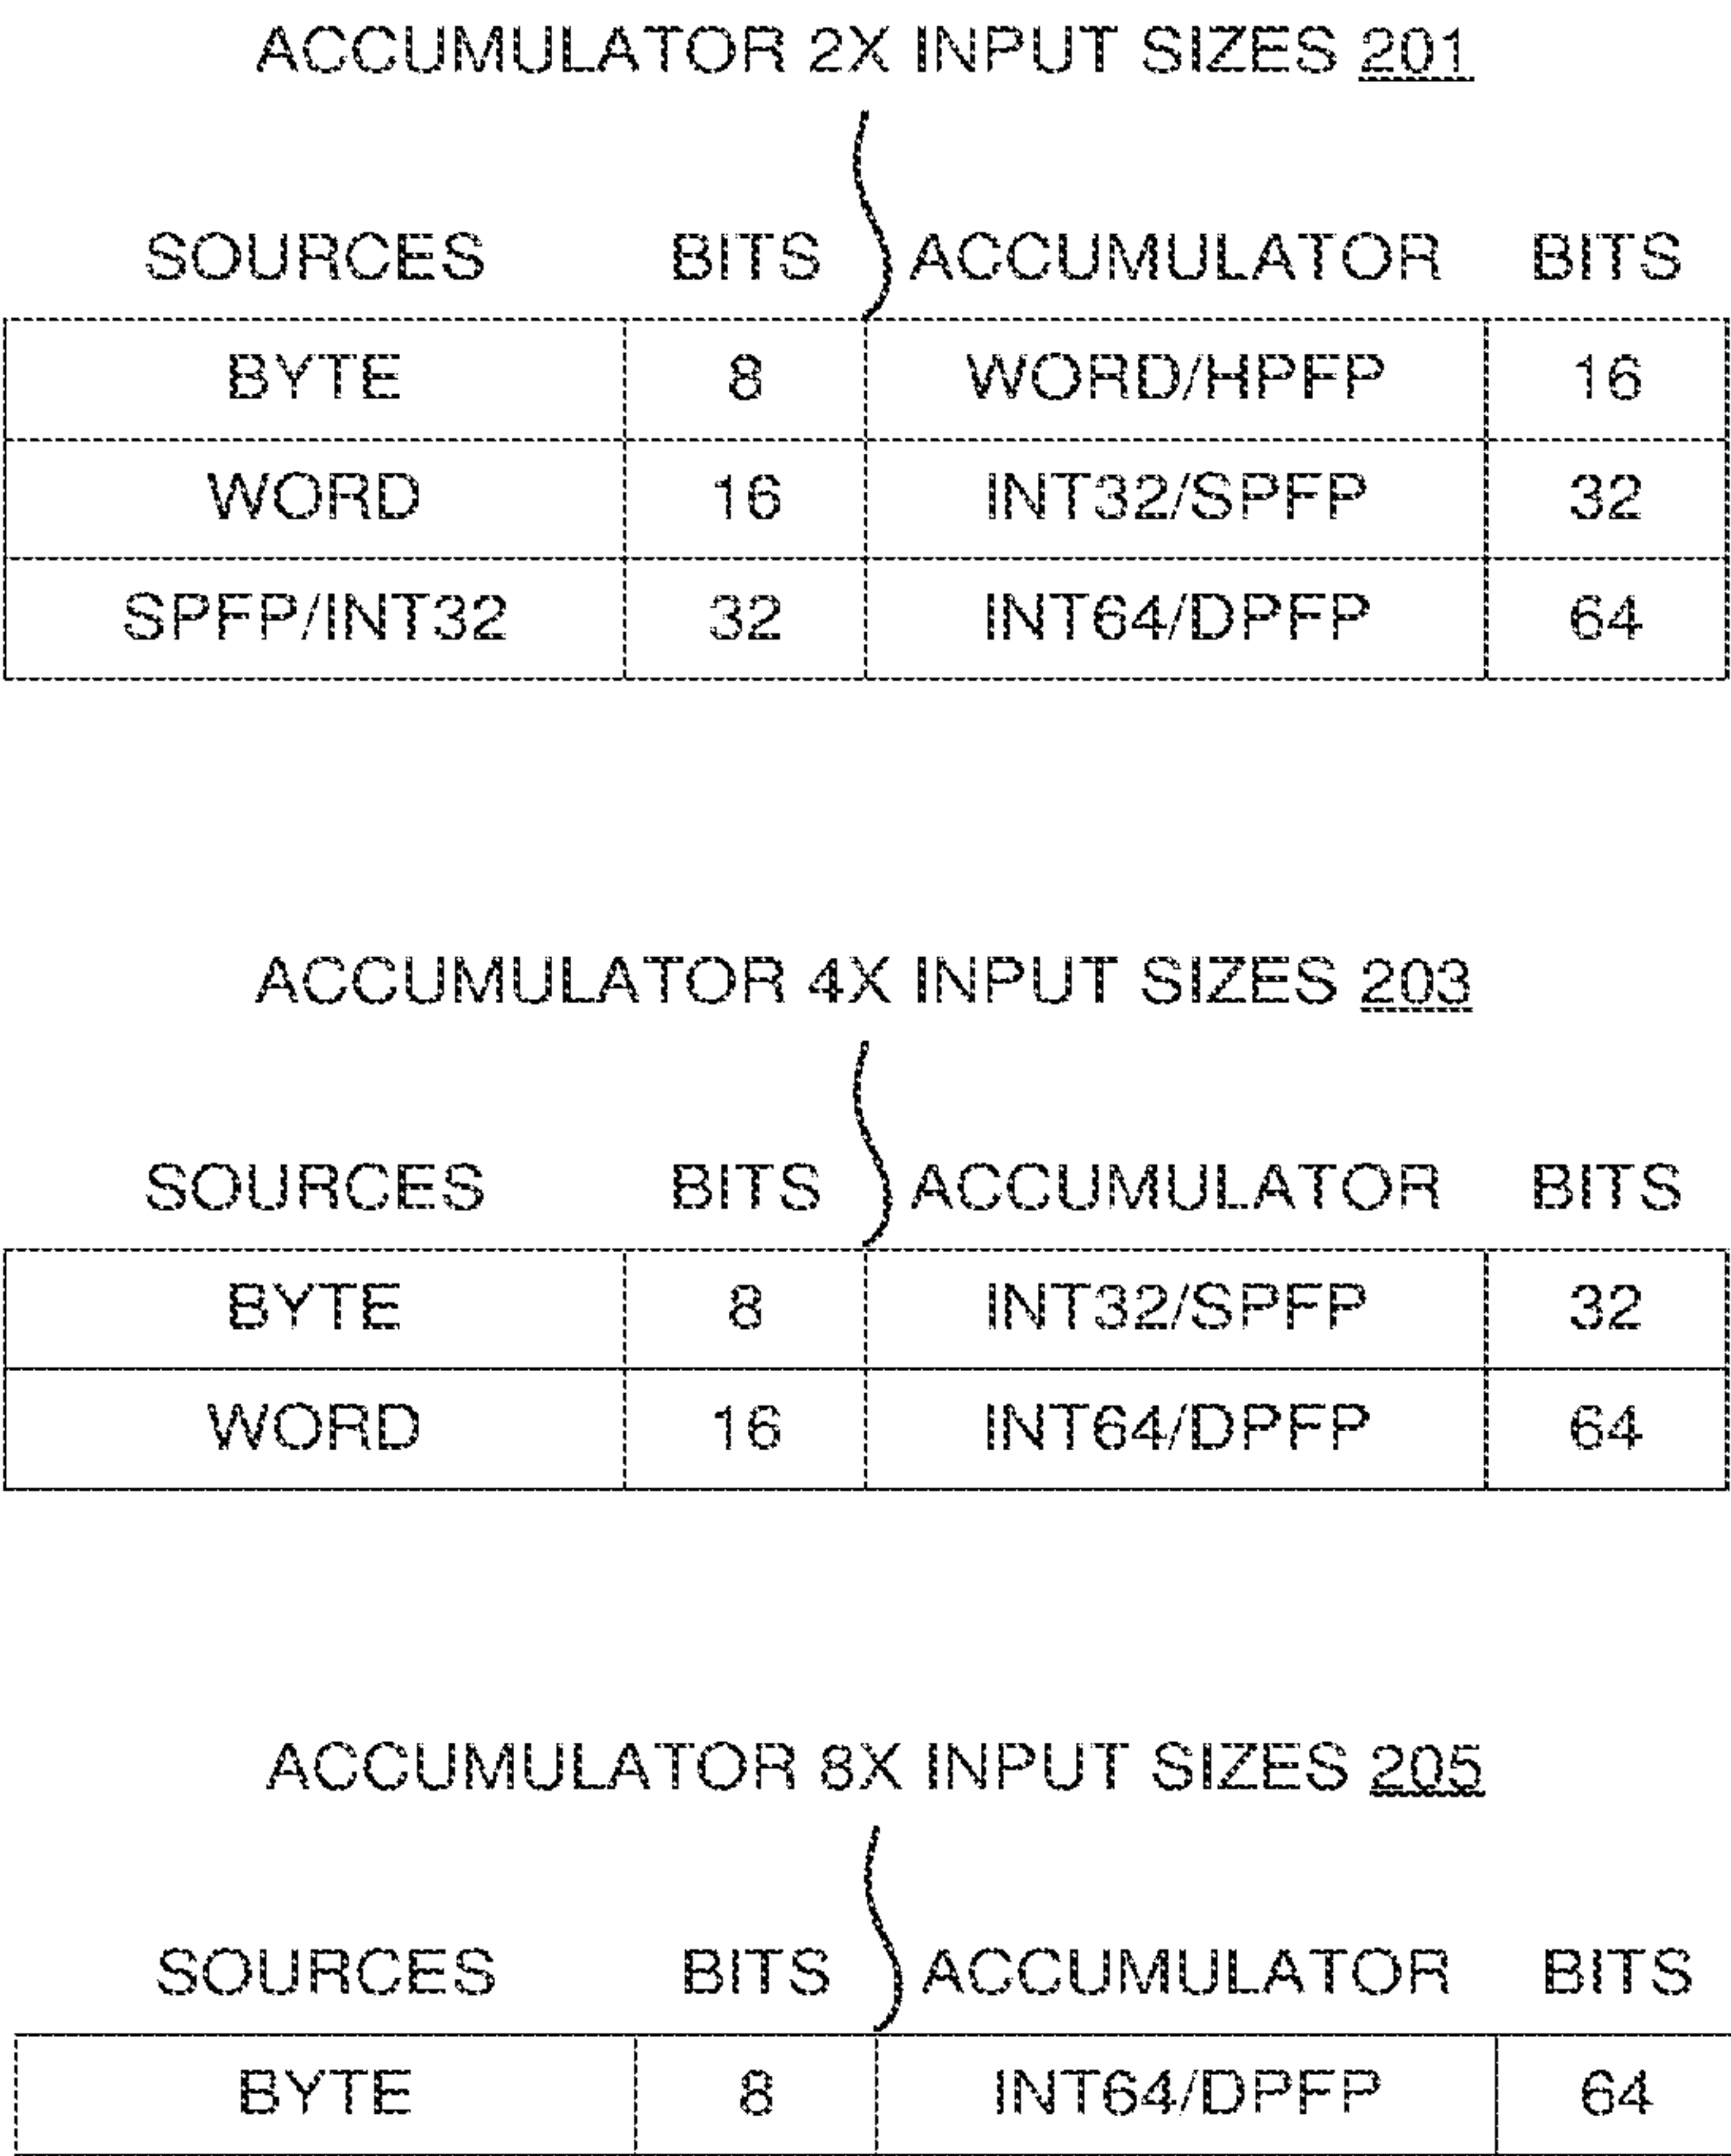 ACCUMULATOR 2X INPUT SIZES 201
SOURCES BITS ACCUMULATOR BITS
BYTE 8 WORD/HPFP 16
WORD 16 INT32/SPFP 32
SPFP/INT32 32 INT64/DPFP 64
ACCUMULATOR 4X INPUT SIZES 203
SOURCES BITS ACCUMULATOR BITS
BYTE 8 INT32/SPFP 32
WORD 16 INT64/DPFP 64
ACCUMULATOR 8X INPUT SIZES 205
SOURCES BITS ACCUMULATOR BITS
BYTE 8 INT64/DPFP 64